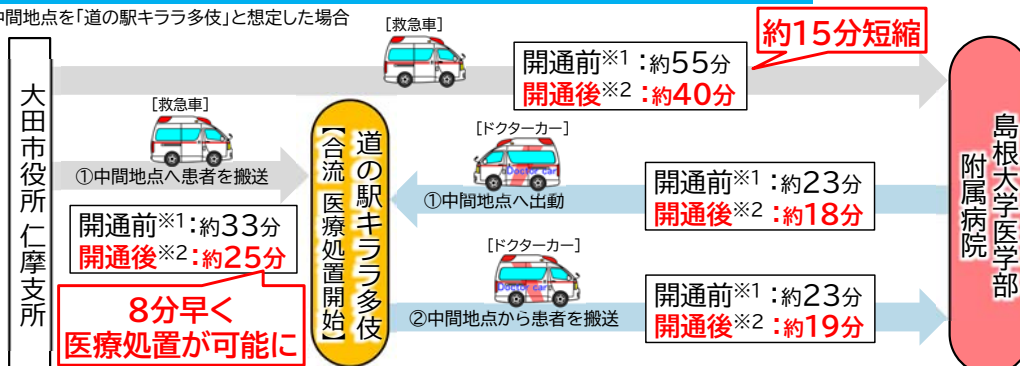 中間地点を「道の駅キララ多伎」と想定した場合
[救急車]
約15分短縮
開通前※1：約55分
開通後※2：約40分
大田市役所 仁摩支所
[救急車]
①中間地点へ患者を搬送
開通前※1：約33分
開通後※2：約25分
8分早く
医療処置が可能に
道の駅キララ多伎
【合流 医療処置開始】
[ドクターカー]
Doctor car
①中間地点へ出動
開通前※1：約23分
開通後※2：約18分
[ドクターカー]
Doctor car
②中間地点から患者を搬送
開通前※1：約23分
開通後※2：約19分
島根大学医学部
附属病院